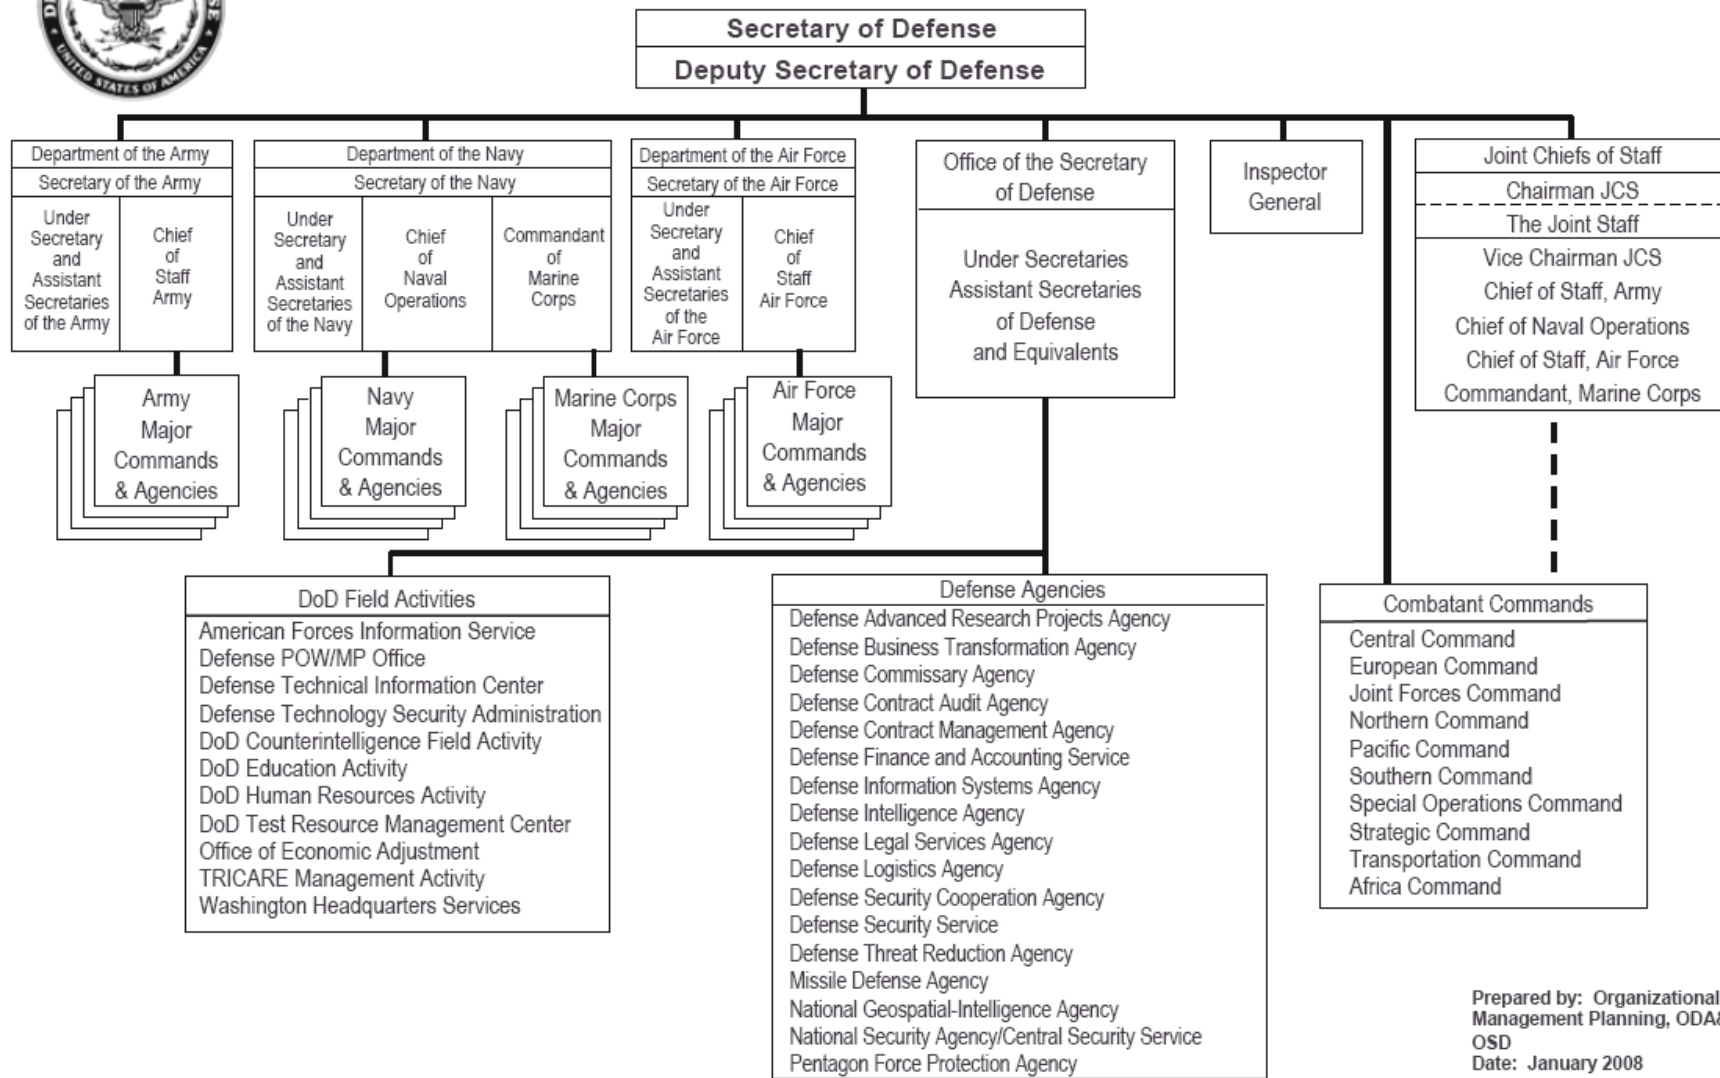 UNITED STATES OF AMERICA
Secretary of Defense
Deputy Secretary of Defense
Department of the Army
Secretary of the Army
Under
Secretary
and
Assistant
Secretaries
of the Army
Chief
of
Staff
Army
Department of the Navy
Secretary of the Navy
Under
Secretary
and
Assistant
Secretaries
of the Navy
Chief
of
Naval
Operations
Commandant
of
Marine
Corps
Department of the Air Force
Secretary of the Air Force
Under
Secretary
and
Assistant
Secretaries
of the
Air Force
Chief
of
Staff
Air Force
Office of the Secretary
of Defense
Under Secretaries
Assistant Secretaries
of Defense
and Equivalents
Inspector
General
Joint Chiefs of Staff
Chairman JCS
The Joint Staff
Vice Chairman JCS
Chief of Staff, Army
Chief of Naval Operations
Chief of Staff, Air Force
Commandant, Marine Corps
Army
Major
Commands
& Agencies
Navy
Major
Commands
& Agencies
Marine Corps
Major
Commands
& Agencies
Air Force
Major
Commands
& Agencies
DoD Field Activities
American Forces Information Service
Defense POW/MP Office
Defense Technical Information Center
Defense Technology Security Administration
DoD Counterintelligence Field Activity
DoD Education Activity
DoD Human Resources Activity
DoD Test Resource Management Center
Office of Economic Adjustment
TRICARE Management Activity
Washington Headquarters Services
Defense Agencies
Defense Advanced Research Projects Agency
Defense Business Transformation Agency
Defense Commissary Agency
Defense Contract Audit Agency
Defense Contract Management Agency
Defense Finance and Accounting Service
Defense Information Systems Agency
Defense Intelligence Agency
Defense Legal Services Agency
Defense Logistics Agency
Defense Security Cooperation Agency
Defense Security Service
Defense Threat Reduction Agency
Missile Defense Agency
National Geospatial-Intelligence Agency
National Security Agency/Central Security Service
Pentagon Force Protection Agency
Combatant Commands
Central Command
European Command
Joint Forces Command
Northern Command
Pacific Command
Southern Command
Special Operations Command
Strategic Command
Transportation Command
Africa Command
Prepared by: Organizational
Management Planning, ODA&
OSD
Date: January 2008